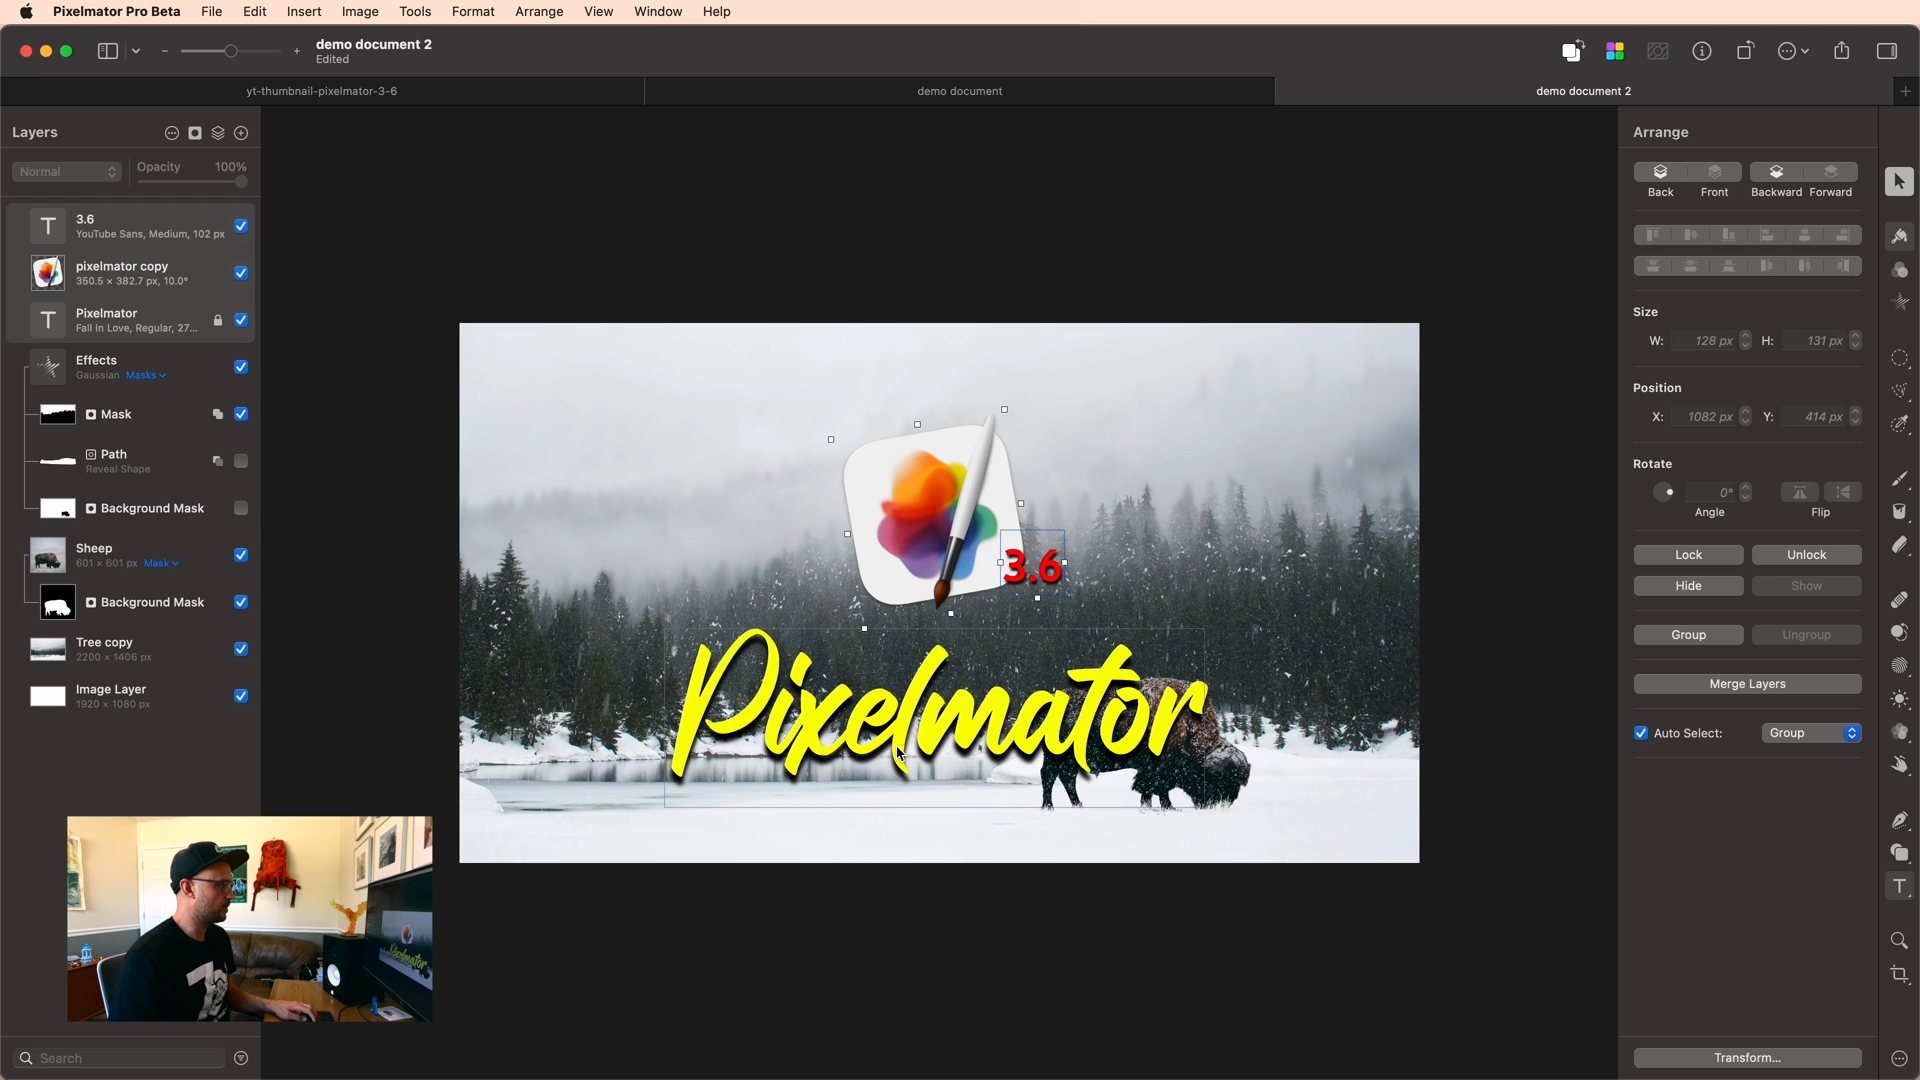 Pixelmator Pro Beta File Edit Insert Image Tools Format Arrange View Window Help
− + demo document 2
Edited
yt-thumbnail-pixelmator-3-6 demo document demo document 2 +
Layers
Normal Opacity 100%
T 3.6
YouTube Sans, Medium, 102 px
pixelmator copy
350.5 × 382.7 px, 10.0°
T Pixelmator
Fall In Love, Regular, 27...
Effects
Gaussian Masks
Mask
Path
Reveal Shape
Background Mask
Sheep
601 × 601 px Mask
Background Mask
Tree copy
2200 × 1406 px
Image Layer
1920 × 1080 px
Search
3.6
Pixelmator
Arrange
Back Front Backward Forward
Size
W: 128 px H: 131 px
Position
X: 1082 px Y: 414 px
Rotate
0°
Angle Flip
Lock Unlock
Hide Show
Group Ungroup
Merge Layers
Auto Select: Group
Transform...
T